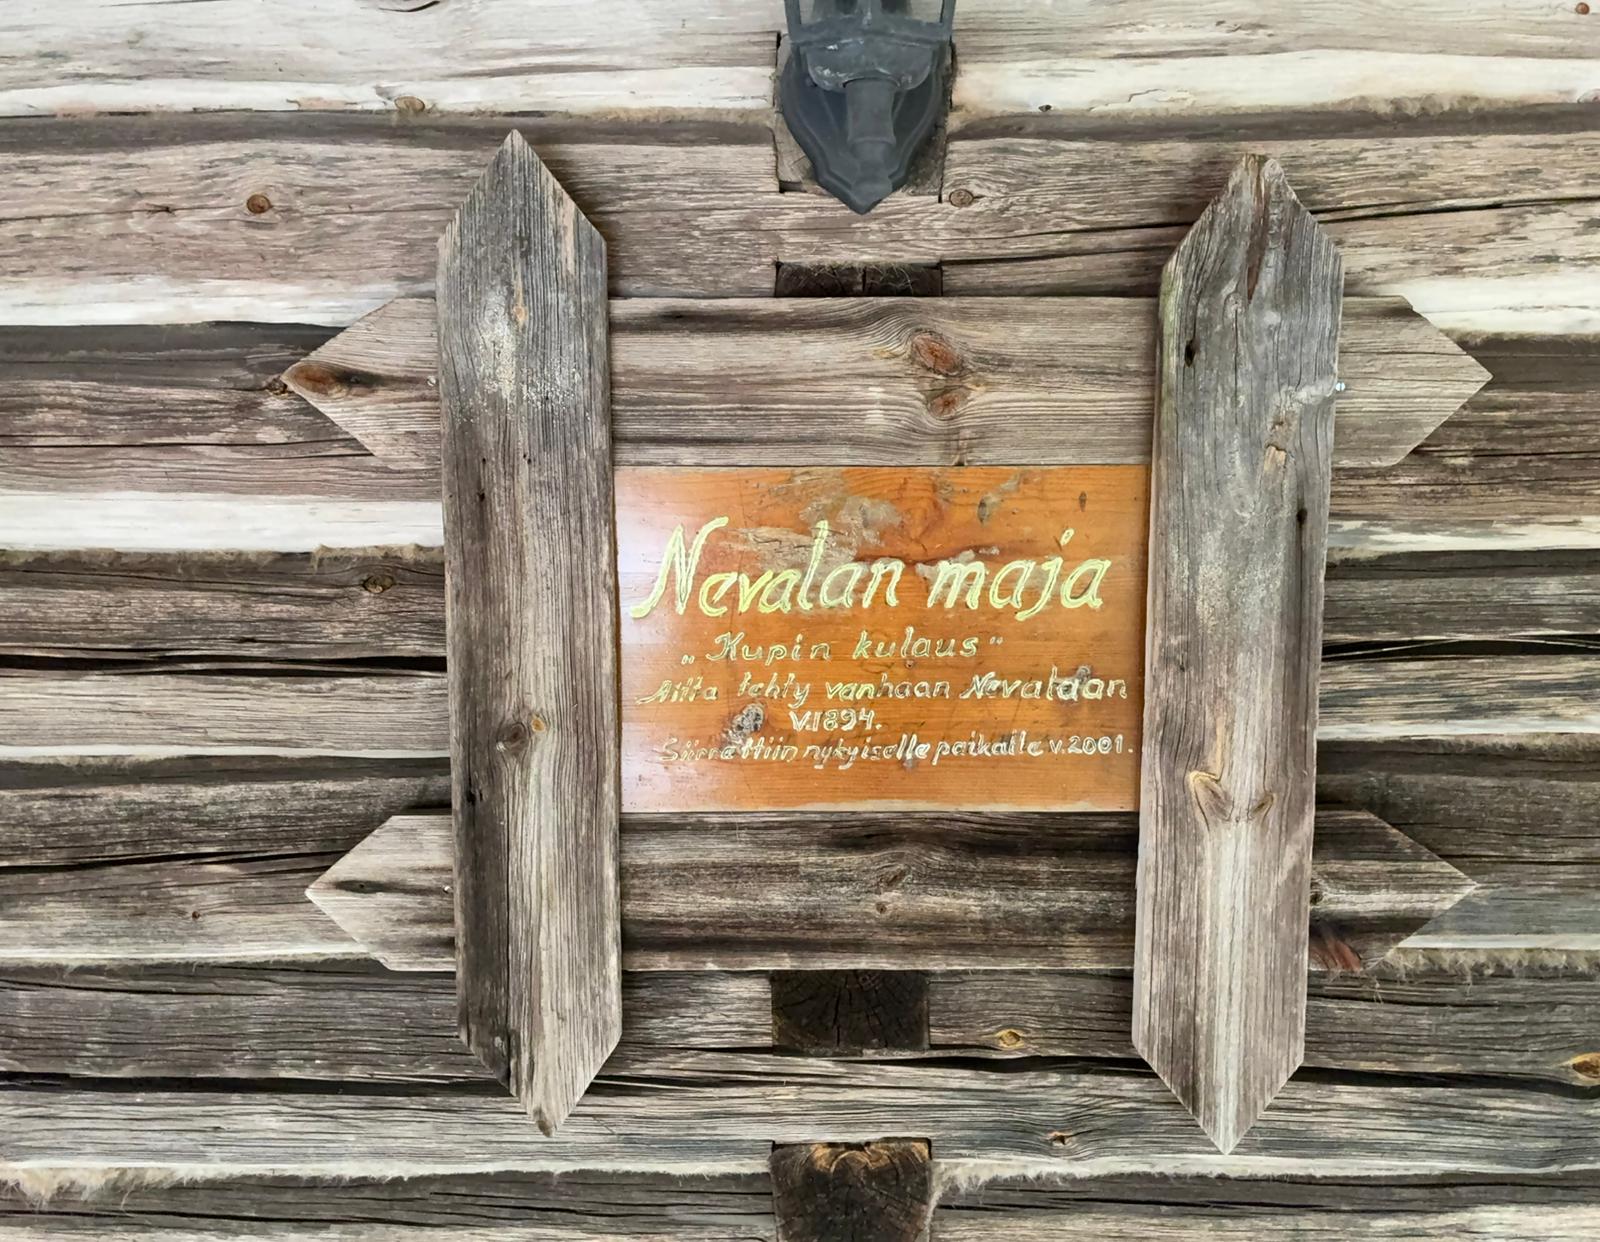 Nevalan maja
„Kupin kulaus"
Aitta tehty vanhaan Nevalaan
v.1894.
Siirrettiin nykyiselle paikalle v.2001.